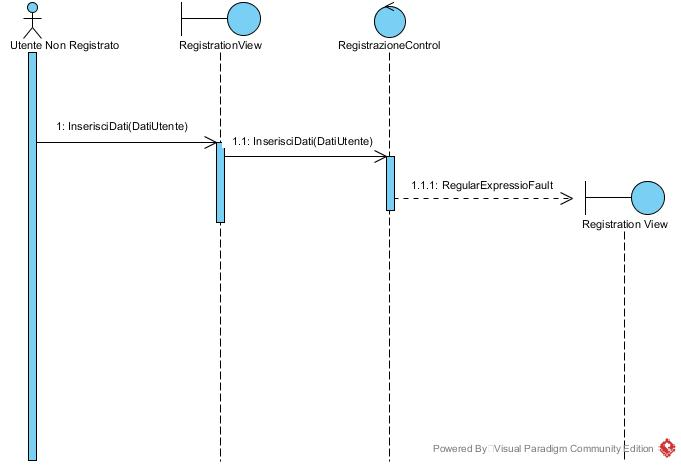 Utente Non Registrato
RegistrationView
RegistrazioneControl
1: InserisciDati(DatiUtente)
1.1: InserisciDati(DatiUtente)
1.1.1: RegularExpressioFault
Registration View
Powered By Visual Paradigm Community Edition